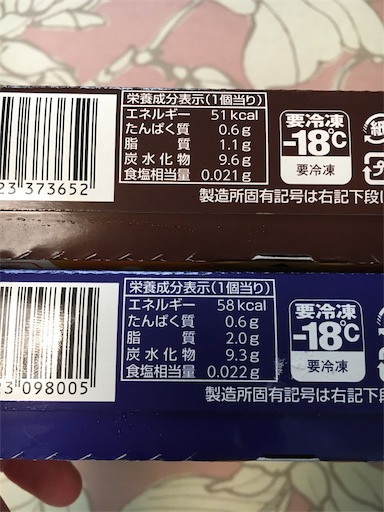 栄養成分表示(1個当り)
エネルギー 51kcal
たんぱく質 0.6g
脂質 1.1g
炭水化物 9.6g
食塩相当量 0.021g
要冷凍
-18℃
要冷凍
紙
23 373652
製造所固有記号は右記下段に
栄養成分表示(1個当り)
エネルギー 58kcal
たんぱく質 0.6g
脂質 2.0g
炭水化物 9.3g
食塩相当量 0.022g
要冷凍
-18℃
要冷凍
23 098005
製造所固有記号は右記下段